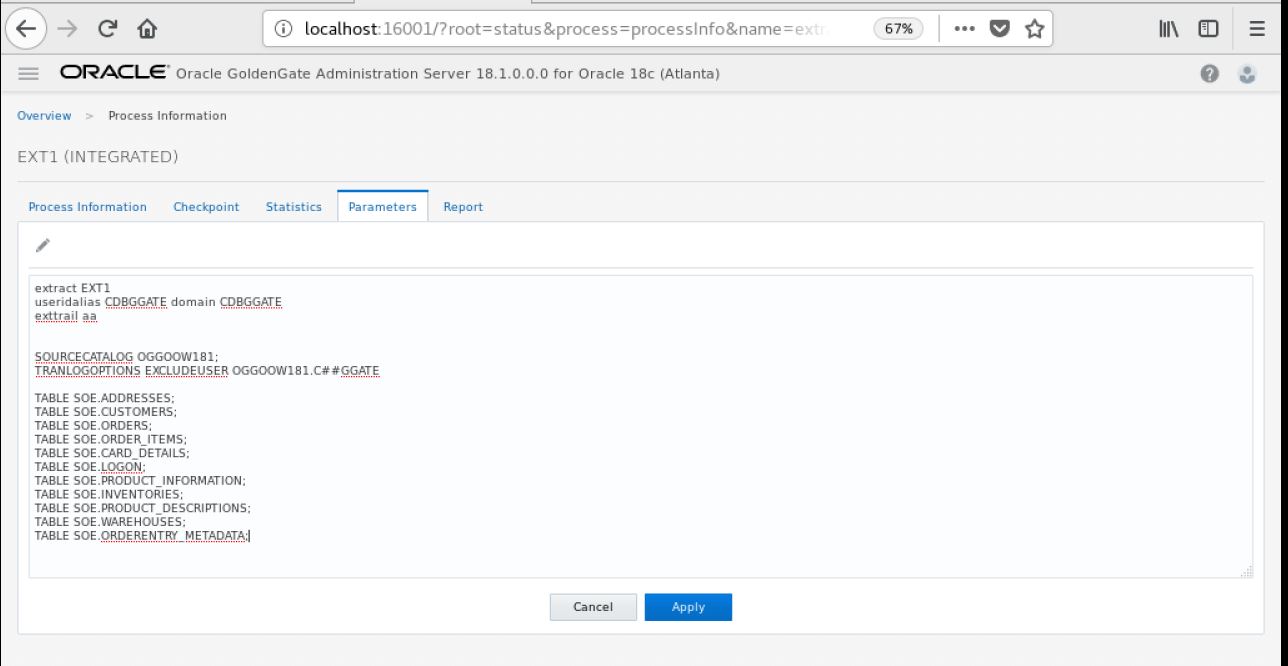 localhost:16001/?root=status&process=processInfo&name=extr
67%
ORACLE Oracle GoldenGate Administration Server 18.1.0.0.0 for Oracle 18c (Atlanta)
Overview > Process Information
EXT1 (INTEGRATED)
Process Information Checkpoint Statistics Parameters Report
extract EXT1
useridalias CDBGGATE domain CDBGGATE
exttrail aa
SOURCECATALOG OGGOOW181;
TRANLOGOPTIONS EXCLUDEUSER OGGOOW181.C##GGATE
TABLE SOE.ADDRESSES;
TABLE SOE.CUSTOMERS;
TABLE SOE.ORDERS;
TABLE SOE.ORDER_ITEMS;
TABLE SOE.CARD_DETAILS;
TABLE SOE.LOGON;
TABLE SOE.PRODUCT_INFORMATION;
TABLE SOE.INVENTORIES;
TABLE SOE.PRODUCT_DESCRIPTIONS;
TABLE SOE.WAREHOUSES;
TABLE SOE.ORDERENTRY_METADATA;
Cancel Apply